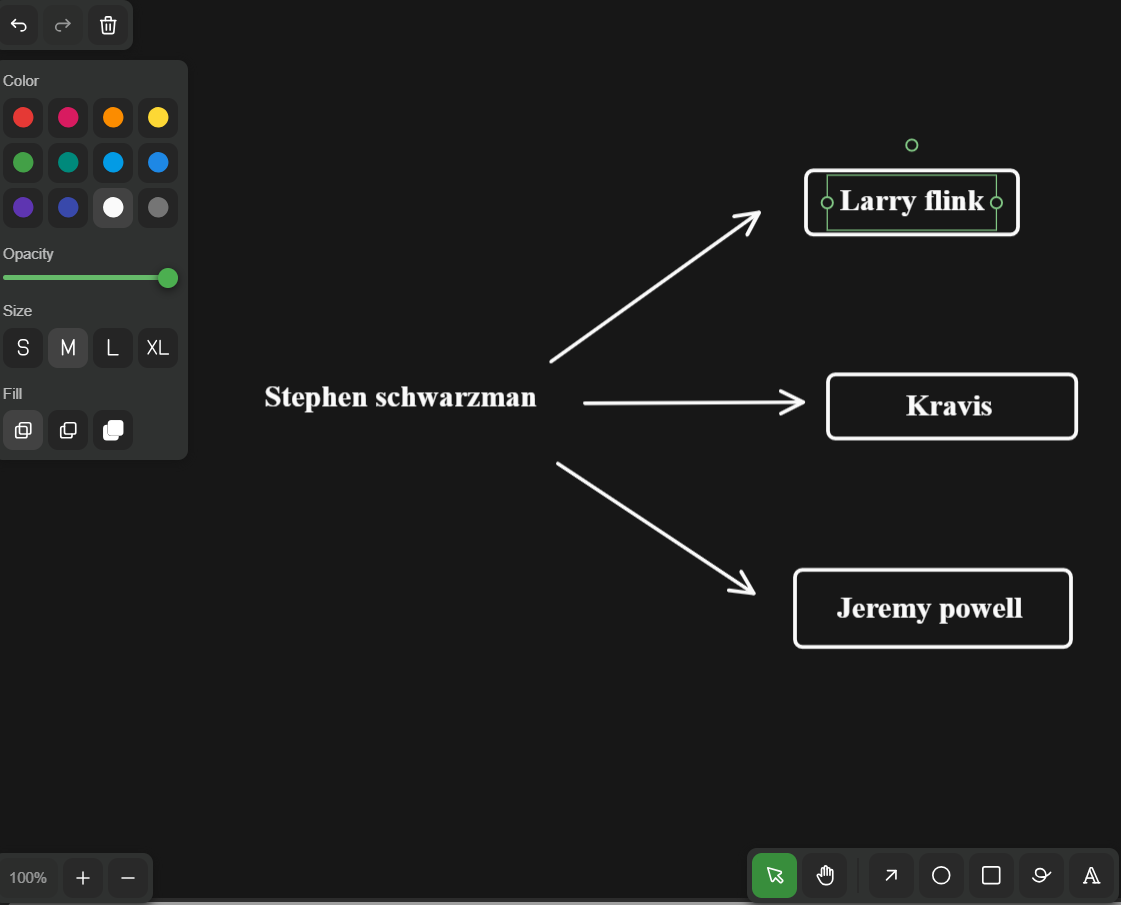 Color
Opacity
Size
S M L XL
Fill
Larry flink
Stephen schwarzman
Kravis
Jeremy powell
100%
A